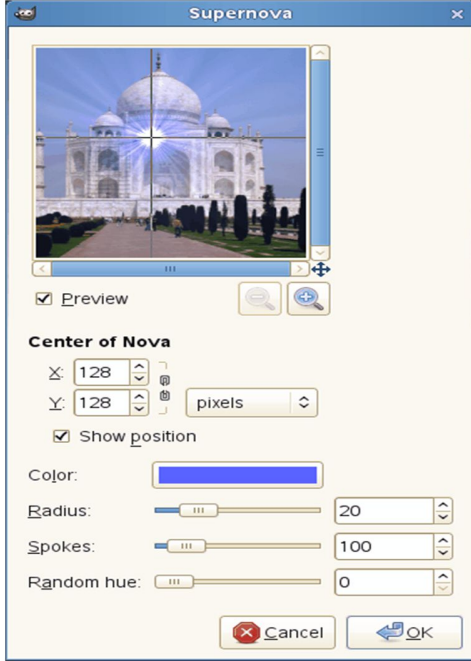 Supernova
Preview
Center of Nova
X: 128
Y: 128 pixels
Show position
Color:
Radius: 20
Spokes: 100
Random hue: 0
Cancel OK